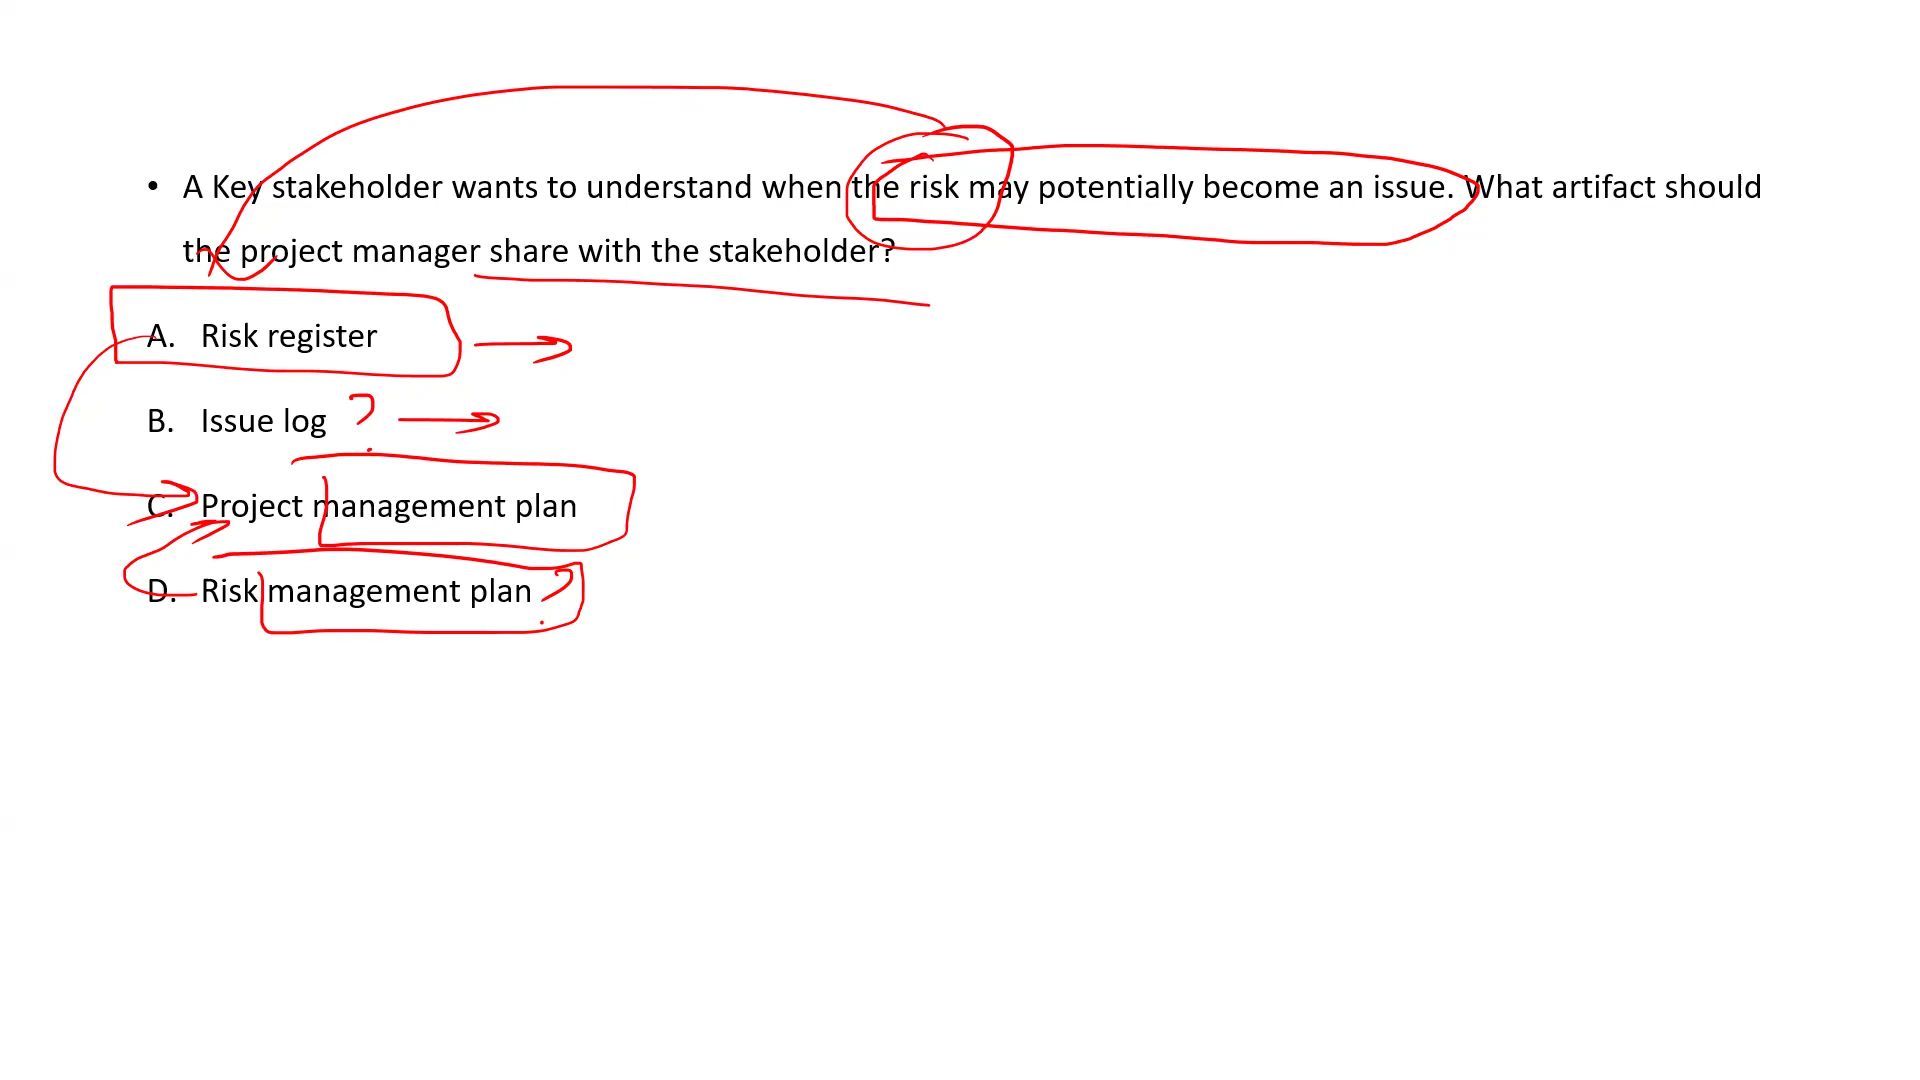 • A Key stakeholder wants to understand when the risk may potentially become an issue. What artifact should
the project manager share with the stakeholder?
A. Risk register
B. Issue log ?
C. Project management plan
D. Risk management plan ?